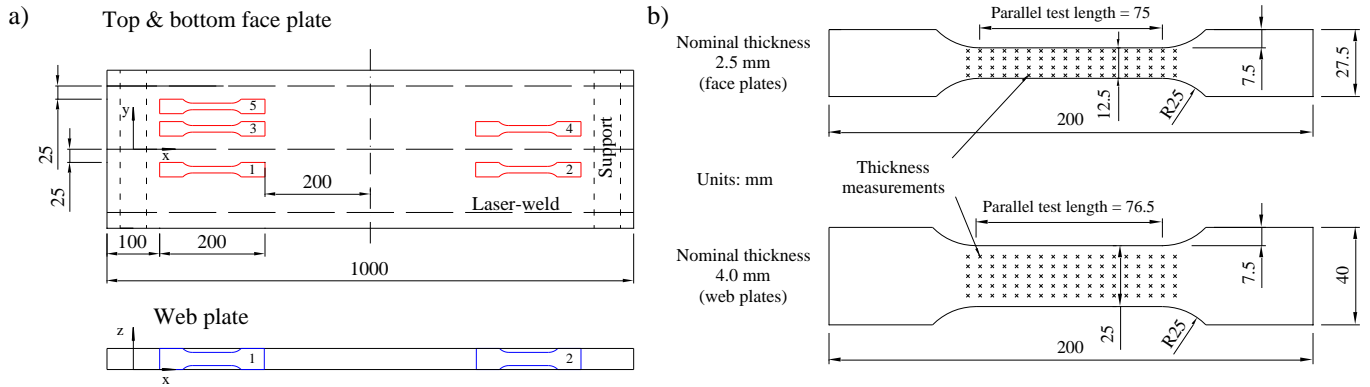 a)
Top & bottom face plate
y
x
5
3
1
4
2
Support
25
25
200
Laser-weld
100
200
1000
Web plate
z
x
1
2
b)
Nominal thickness
2.5 mm
(face plates)
Parallel test length = 75
12.5
7.5
27.5
R25
200
Thickness
measurements
Units: mm
Nominal thickness
4.0 mm
(web plates)
Parallel test length = 76.5
25
7.5
40
R25
200